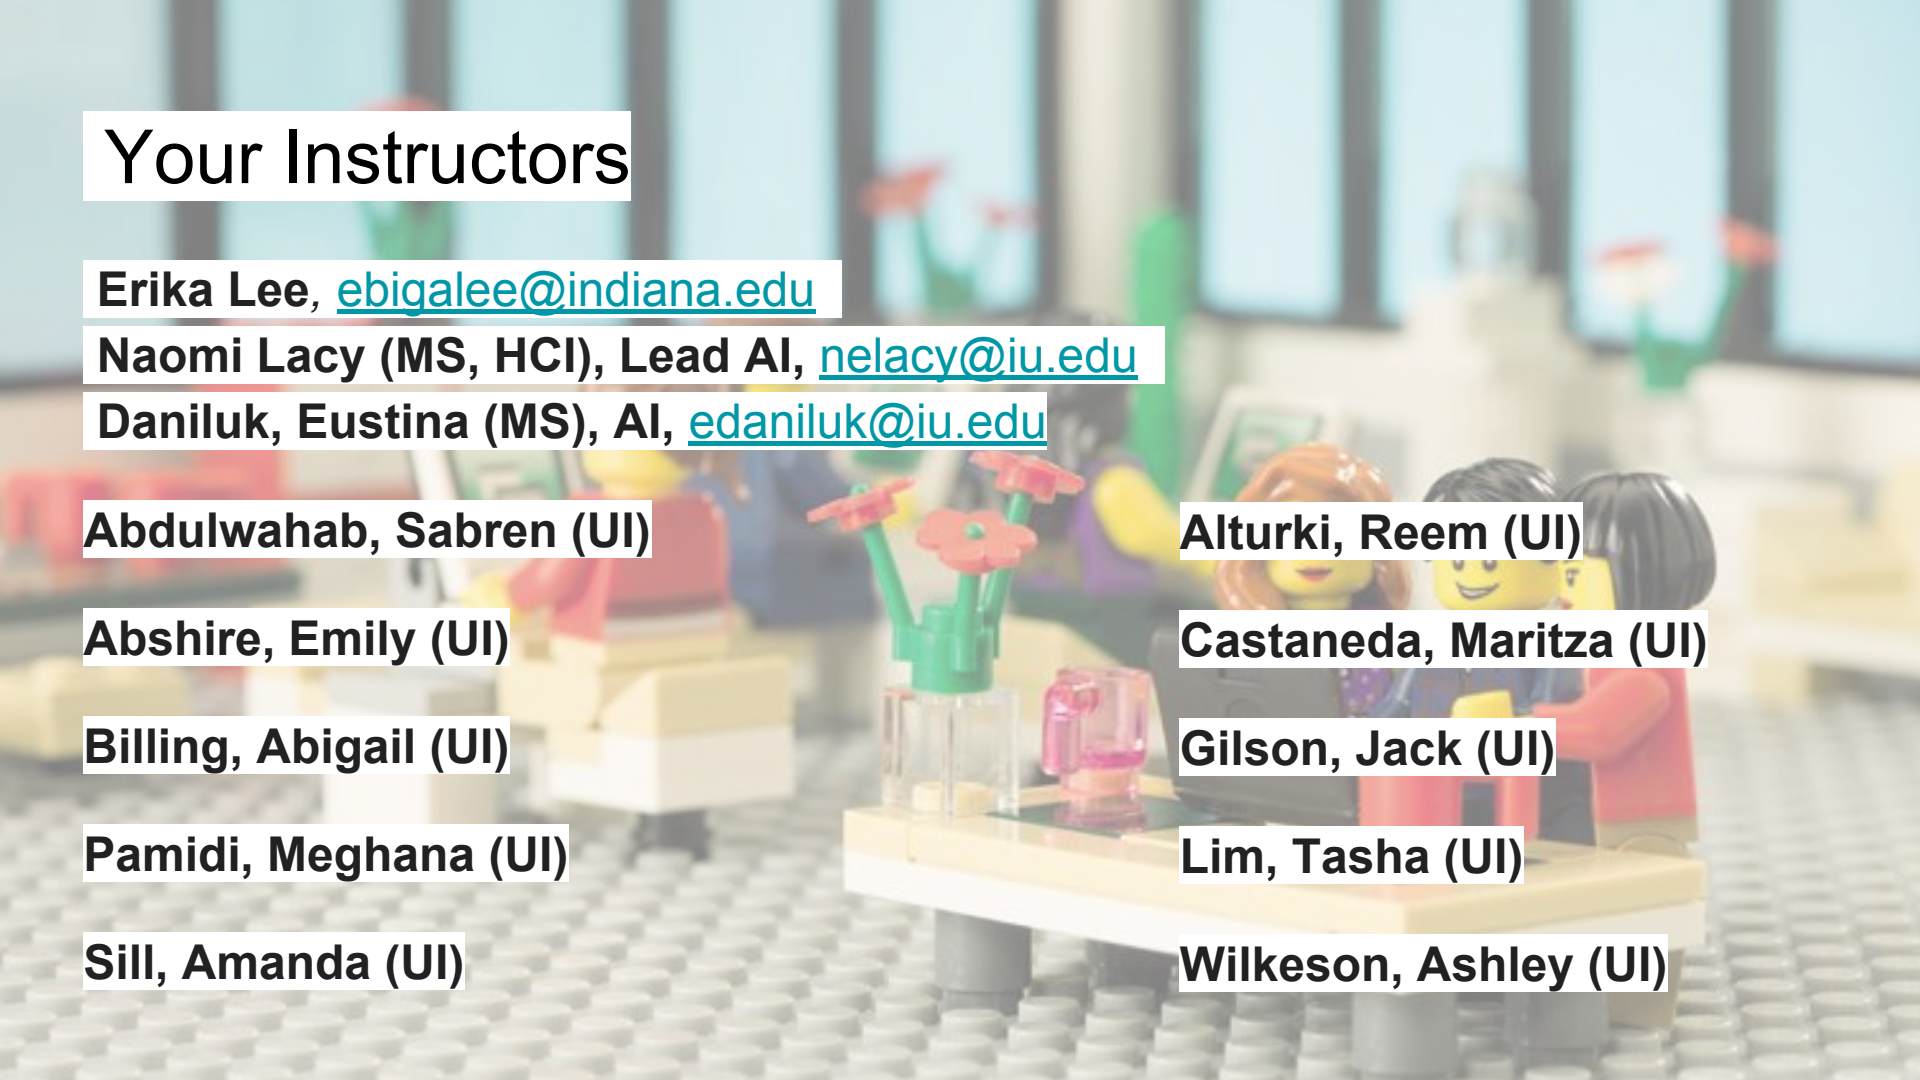 Your Instructors
Erika Lee, ebigalee@indiana.edu
Naomi Lacy (MS, HCI), Lead AI, nelacy@iu.edu
Daniluk, Eustina (MS), AI, edaniluk@iu.edu
Abdulwahab, Sabren (UI)
Abshire, Emily (UI)
Billing, Abigail (UI)
Pamidi, Meghana (UI)
Sill, Amanda (UI)
Alturki, Reem (UI)
Castaneda, Maritza (UI)
Gilson, Jack (UI)
Lim, Tasha (UI)
Wilkeson, Ashley (UI)